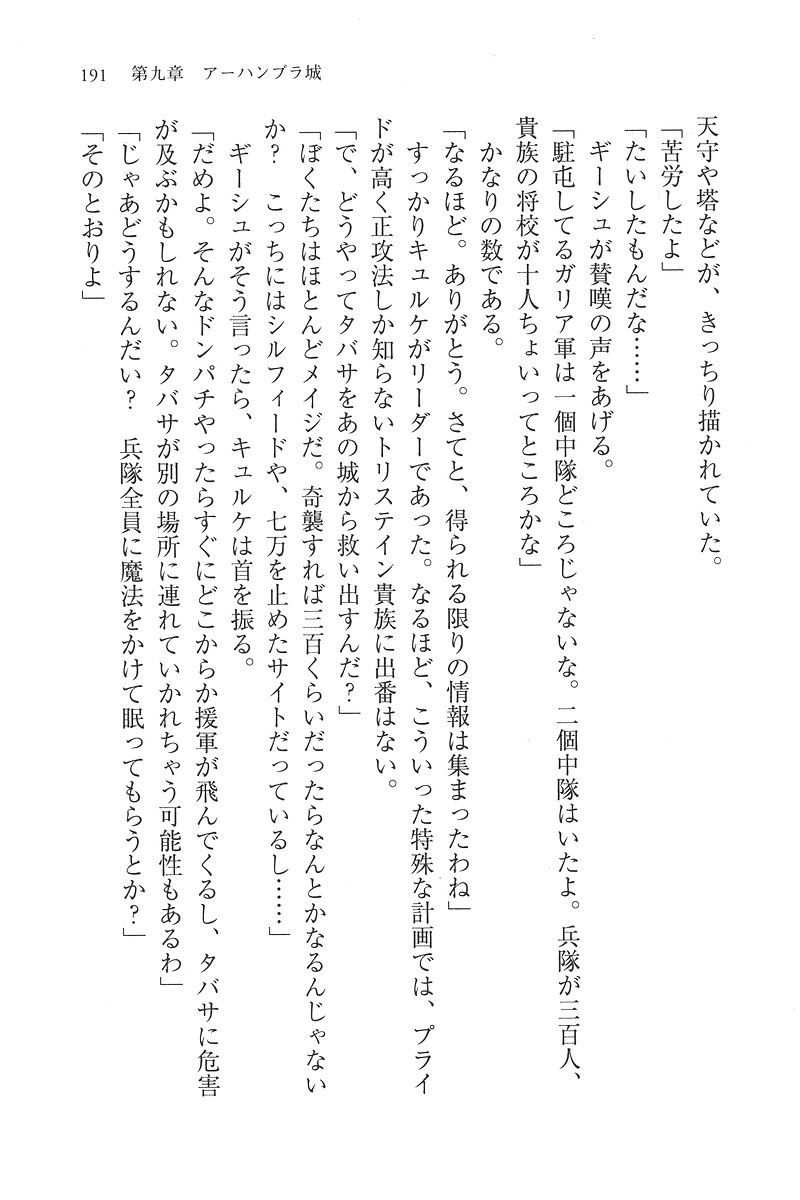 191　第九章　アーハンブラ城
天守や塔などが、きっちり描かれていた。
「苦労したよ」
「たいしたもんだな……」
　ギーシュが賛嘆の声をあげる。
「駐屯してるガリア軍は一個中隊どころじゃないな。二個中隊はいたよ。兵隊が三百人、
貴族の将校が十人ちょいってところかな」
　かなりの数である。
「なるほど。ありがとう。さてと、得られる限りの情報は集まったわね」
　すっかりキュルケがリーダーであった。なるほど、こういった特殊な計画では、プライ
ドが高く正攻法しか知らないトリステイン貴族に出番はない。
「で、どうやってタバサをあの城から救い出すんだ？」
「ぼくたちはほとんどメイジだ。奇襲すれば三百くらいだったらなんとかなるんじゃない
か？　こっちにはシルフィードや、七万を止めたサイトだっているし……」
　ギーシュがそう言ったら、キュルケは首を振る。
「だめよ。そんなドンパチやったらすぐにどこからか援軍が飛んでくるし、タバサに危害
が及ぶかもしれない。タバサが別の場所に連れていかれちゃう可能性もあるわ」
「じゃあどうするんだい？　兵隊全員に魔法をかけて眠ってもらうとか？」
「そのとおりよ」